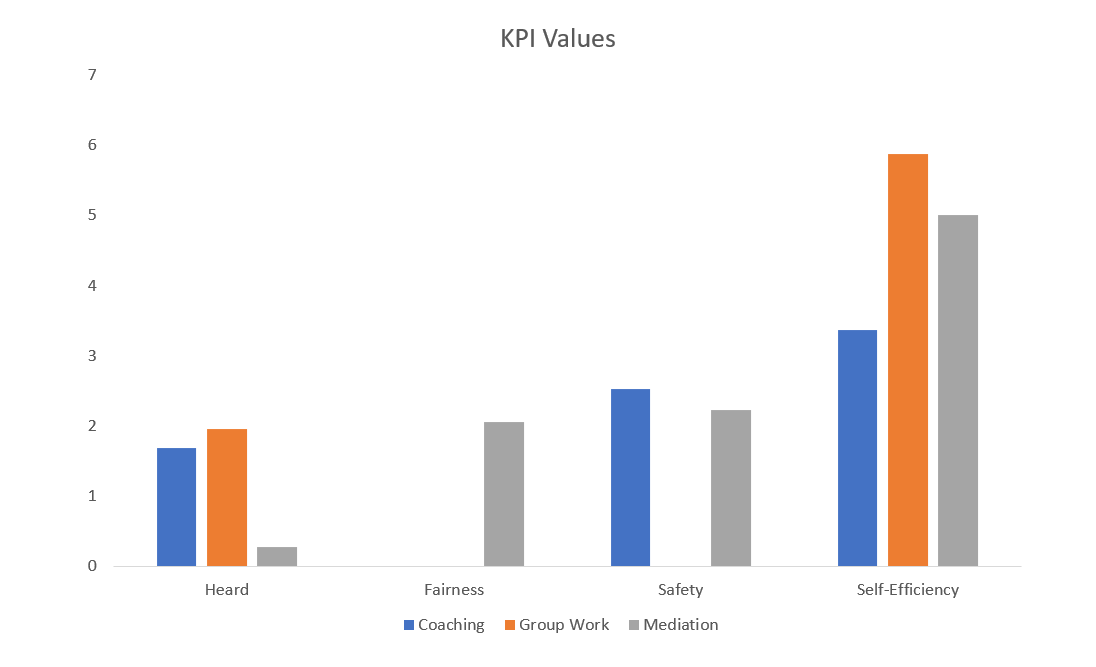 KPI Values
7
6
5
4
3
2
1
0
Heard Fairness Safety Self-Efficiency
Coaching Group Work Mediation